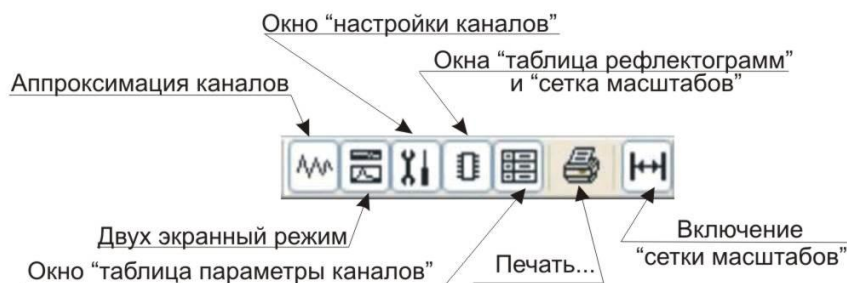 Окно “настройки каналов”
Окна “таблица рефлектограмм”
и “сетка масштабов”
Аппроксимация каналов
Двух экранный режим
Окно “таблица параметры каналов”
Печать...
Включение
“сетки масштабов”